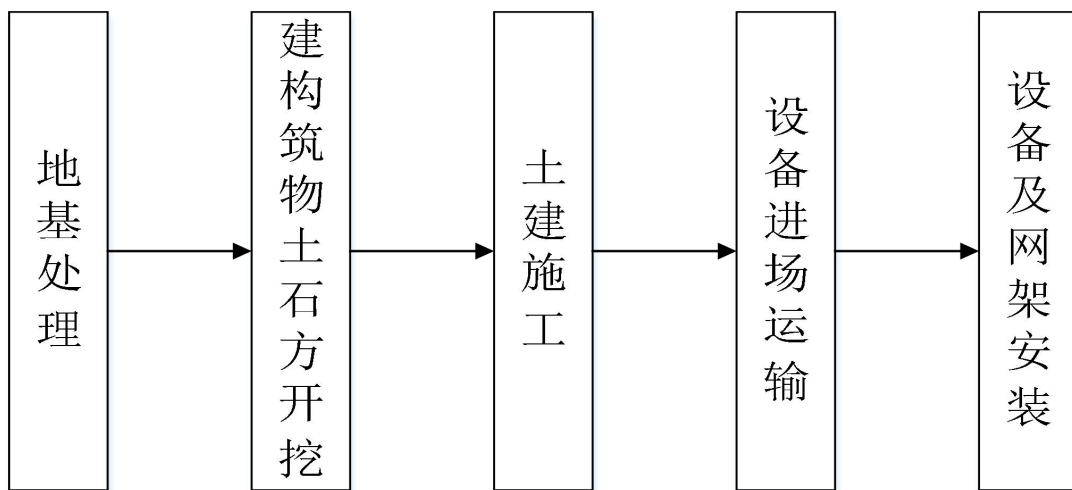 地基处理
建构筑物土石方开挖
土建施工
设备进场运输
设备及网架安装